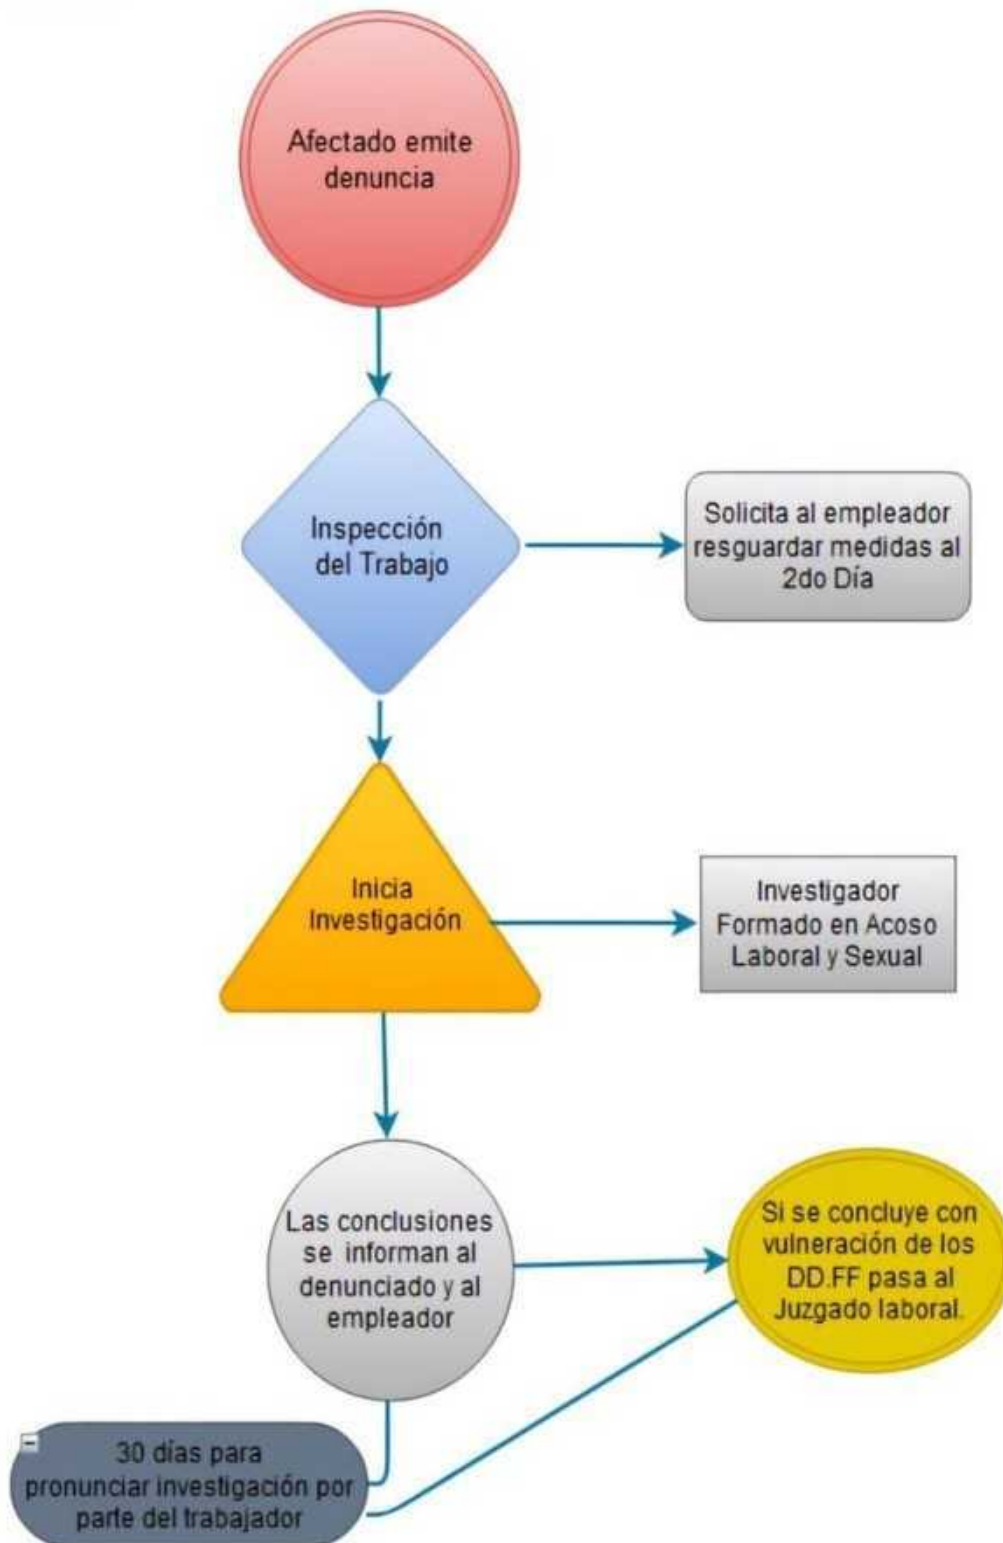 Afectado emite
denuncia
Inspección
del Trabajo
Solicita al empleador
resguardar medidas al
2do Día
Inicia
Investigación
Investigador
Formado en Acoso
Laboral y Sexual
Las conclusiones
se informan al
denunciado y al
empleador
Si se concluye con
vulneración de los
DD.FF pasa al
Juzgado laboral.
30 días para
pronunciar investigación por
parte del trabajador